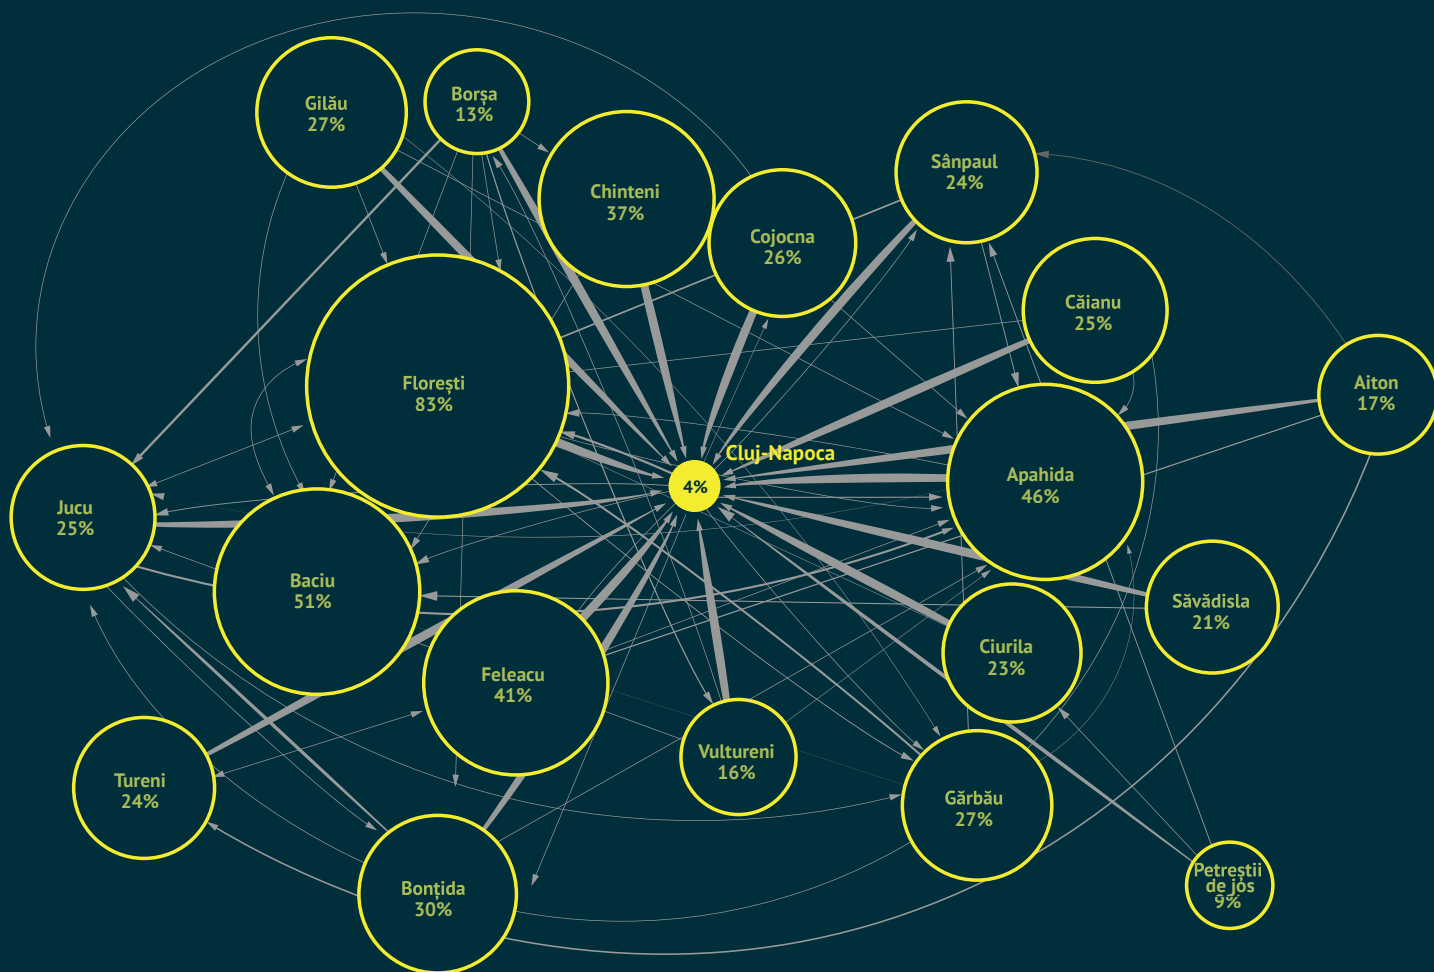 Gilău
27%
Borșa
13%
Chinteni
37%
Cojocna
26%
Sânpaul
24%
Căianu
25%
Aiton
17%
Florești
83%
Cluj-Napoca
4%
Apahida
46%
Jucu
25%
Baciu
51%
Săvădisla
21%
Ciurila
23%
Feleacu
41%
Vultureni
16%
Tureni
24%
Gărbău
27%
Bonțida
30%
Petreștii
de jos
9%